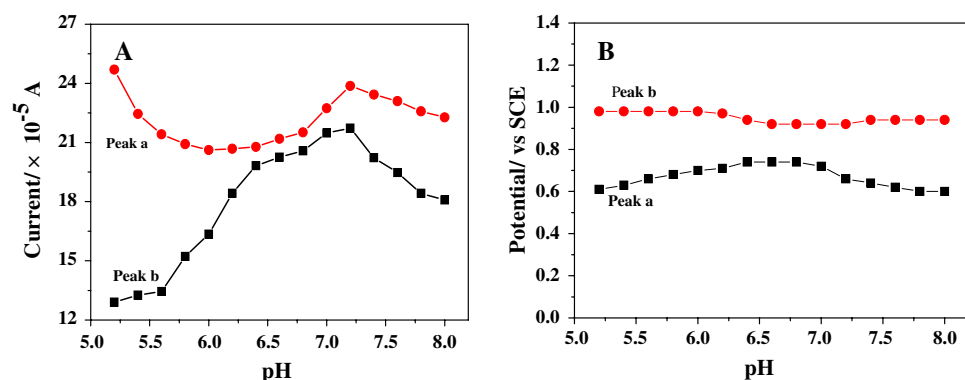 A
Current/ × 10⁻⁵ A
27
24
21
18
15
12
Peak a
Peak b
5.0 5.5 6.0 6.5 7.0 7.5 8.0
pH
B
Potential/ vs SCE
1.4
1.2
1.0
0.8
0.6
0.4
0.2
0.0
Peak b
Peak a
5.0 5.5 6.0 6.5 7.0 7.5 8.0
pH